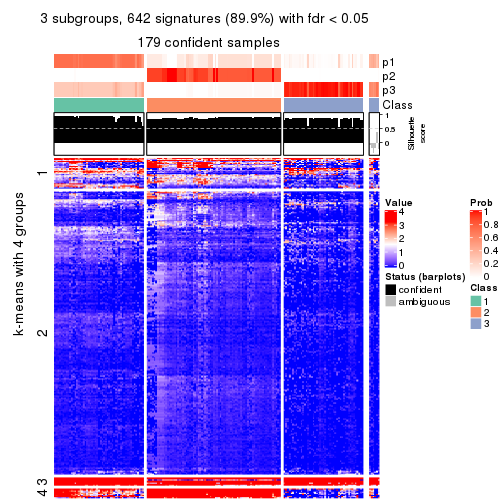 3 subgroups, 642 signatures (89.9%) with fdr < 0.05
179 confident samples
p1
p2
p3
Class
1
0.5
0
Silhouette
score
k-means with 4 groups
1
2
3
4
Value
4
3
2
1
0
Status (barplots)
confident
ambiguous
Prob
1
0.8
0.6
0.4
0.2
0
Class
1
2
3